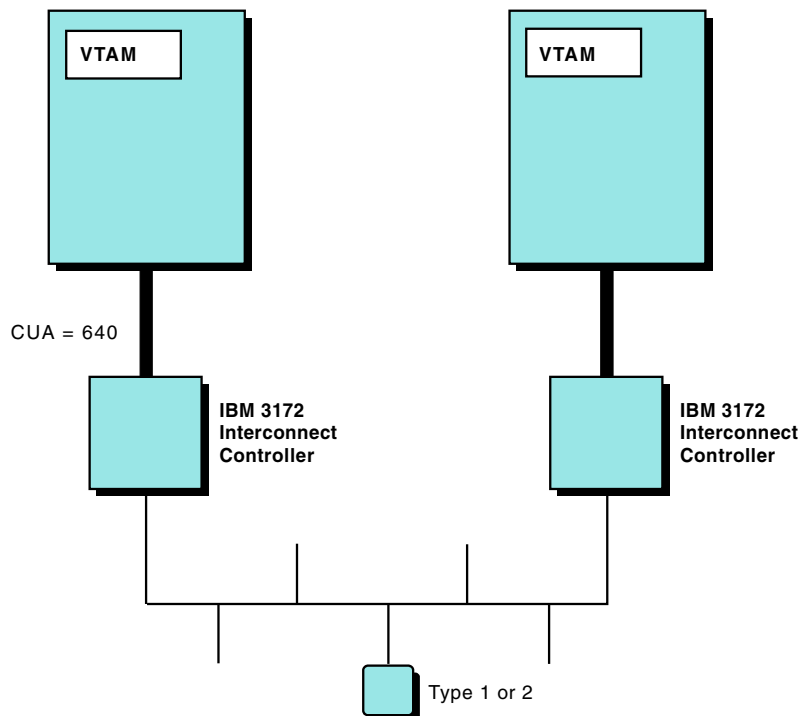 VTAM
VTAM
CUA = 640
IBM 3172
Interconnect
Controller
IBM 3172
Interconnect
Controller
Type 1 or 2